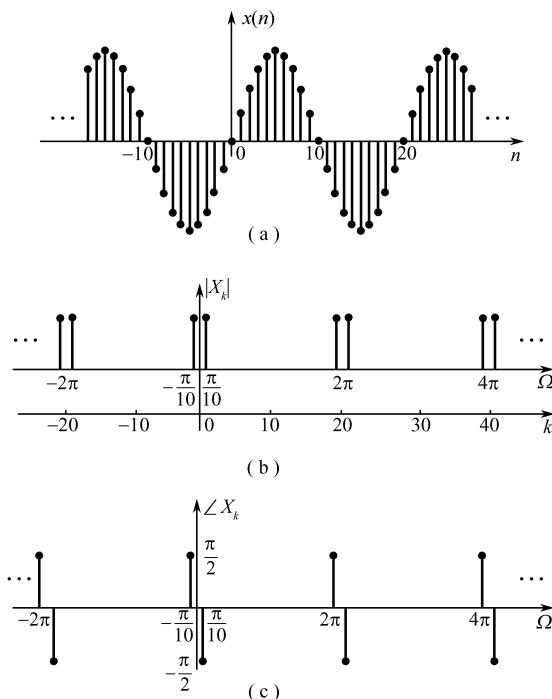 x(n)
··· ···
−10 0 10 20 n
( a )
|X_k|
··· ···
−2π −π/10 π/10 2π 4π Ω
−20 −10 0 10 20 30 40 k
( b )
∠X_k
π/2
··· ···
−2π −π/10 π/10 2π 4π Ω
−π/2
( c )